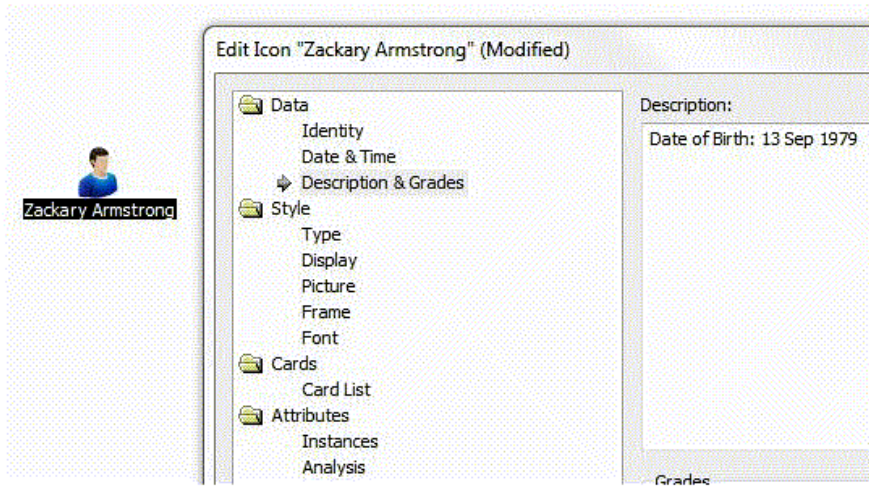 Edit Icon "Zackary Armstrong" (Modified)
Zackary Armstrong
Data
Identity
Date & Time
Description & Grades
Style
Type
Display
Picture
Frame
Font
Cards
Card List
Attributes
Instances
Analysis
Description:
Date of Birth: 13 Sep 1979
Grades